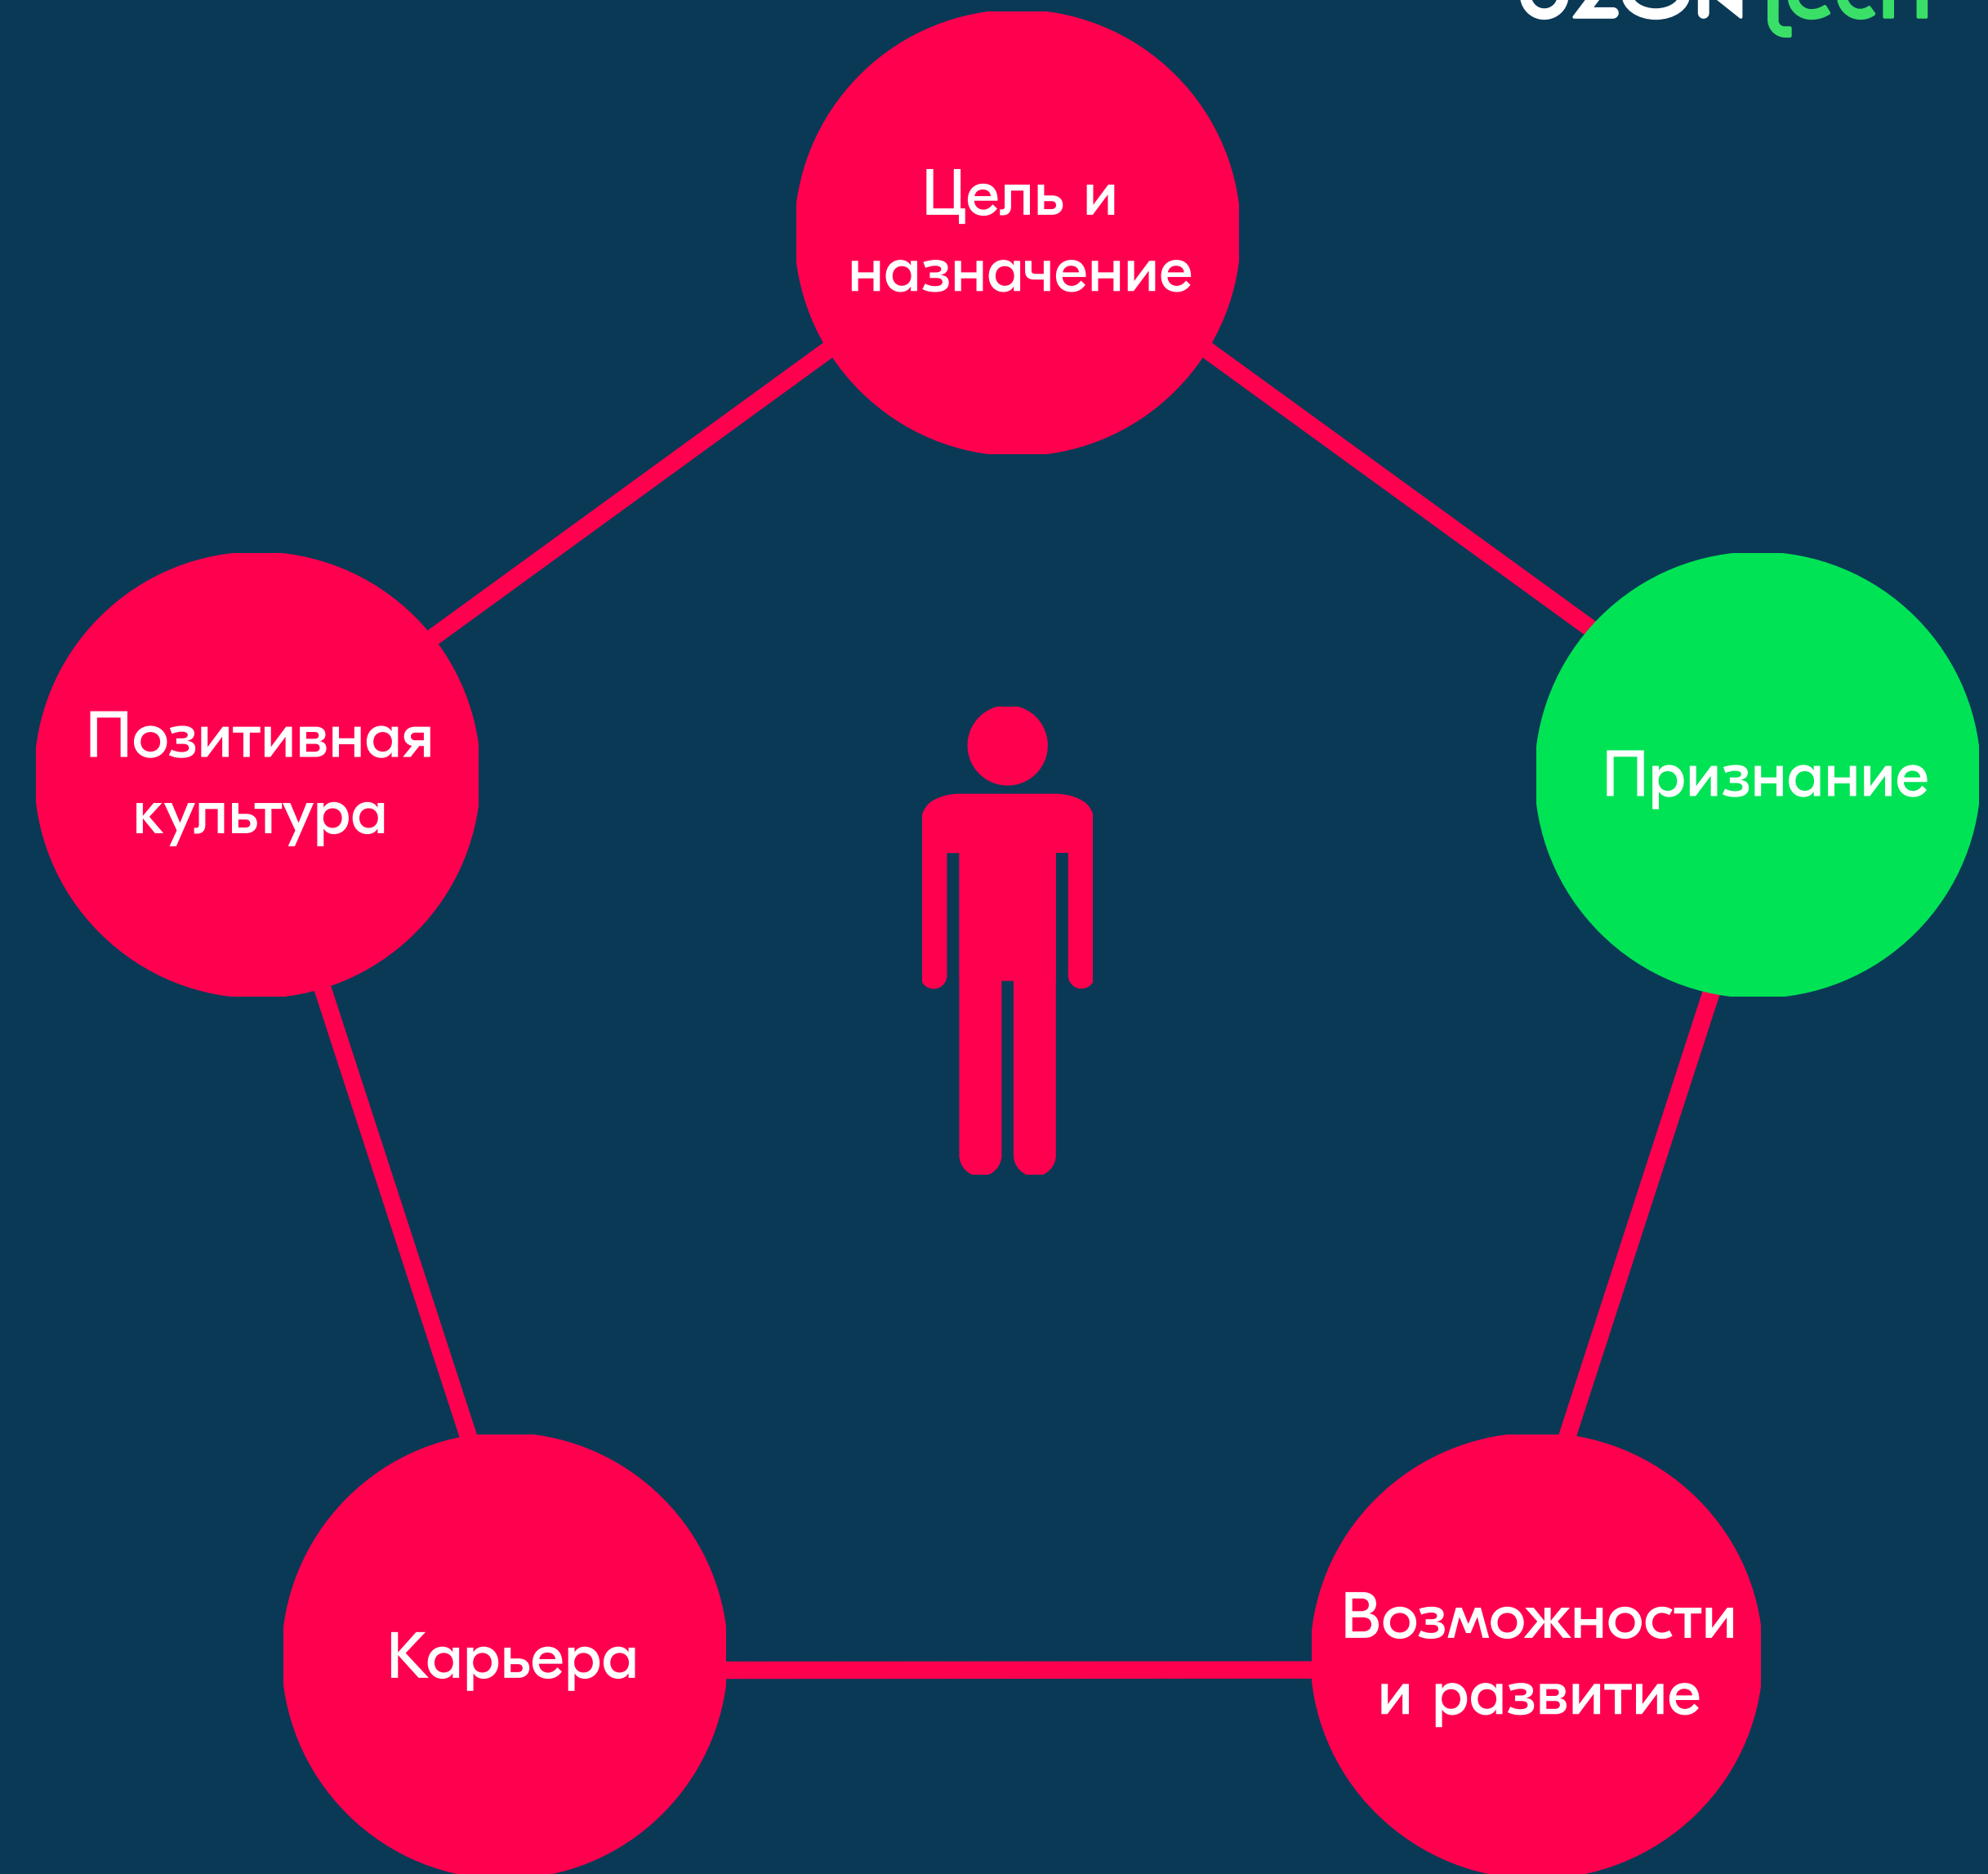 Цель и
назначение
Позитивная
культура
Признание
Карьера
Возможности
и развитие